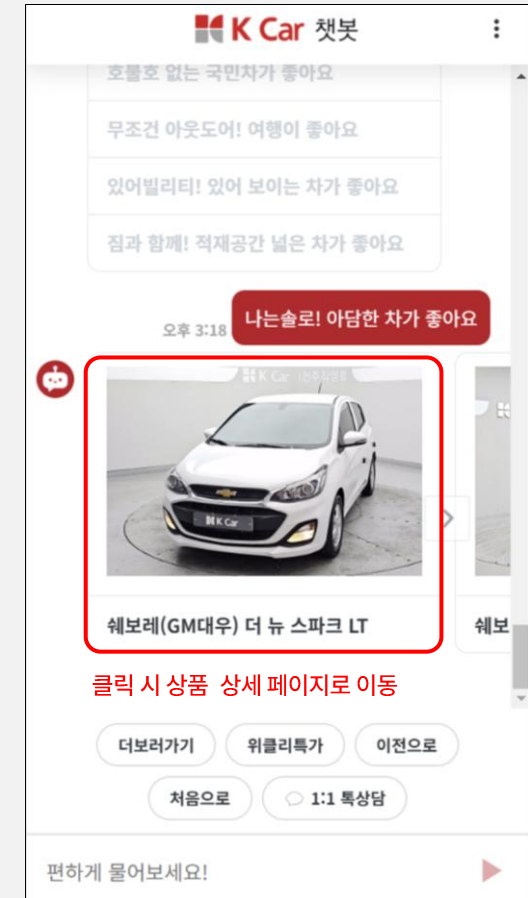 K Car 챗봇
호불호 없는 국민차가 좋아요
무조건 아웃도어! 여행이 좋아요
있어빌리티! 있어 보이는 차가 좋아요
짐과 함께! 적재공간 넓은 차가 좋아요
나는솔로! 아담한 차가 좋아요
오후 3:18
K Car
K Car
쉐보레(GM대우) 더 뉴 스파크 LT
쉐보
클릭 시 상품 상세 페이지로 이동
더보러가기
위클리특가
이전으로
처음으로
1:1 톡상담
편하게 물어보세요!